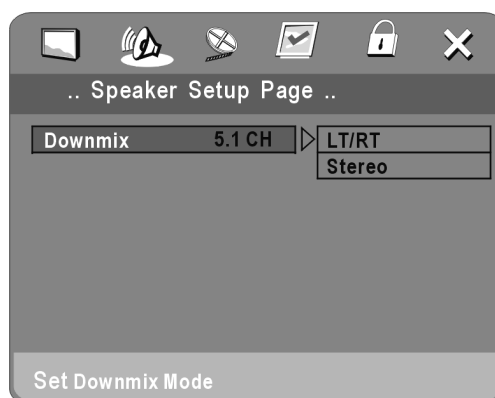 .. Speaker Setup Page ..
Downmix 5.1 CH LT/RT
Stereo
Set Downmix Mode